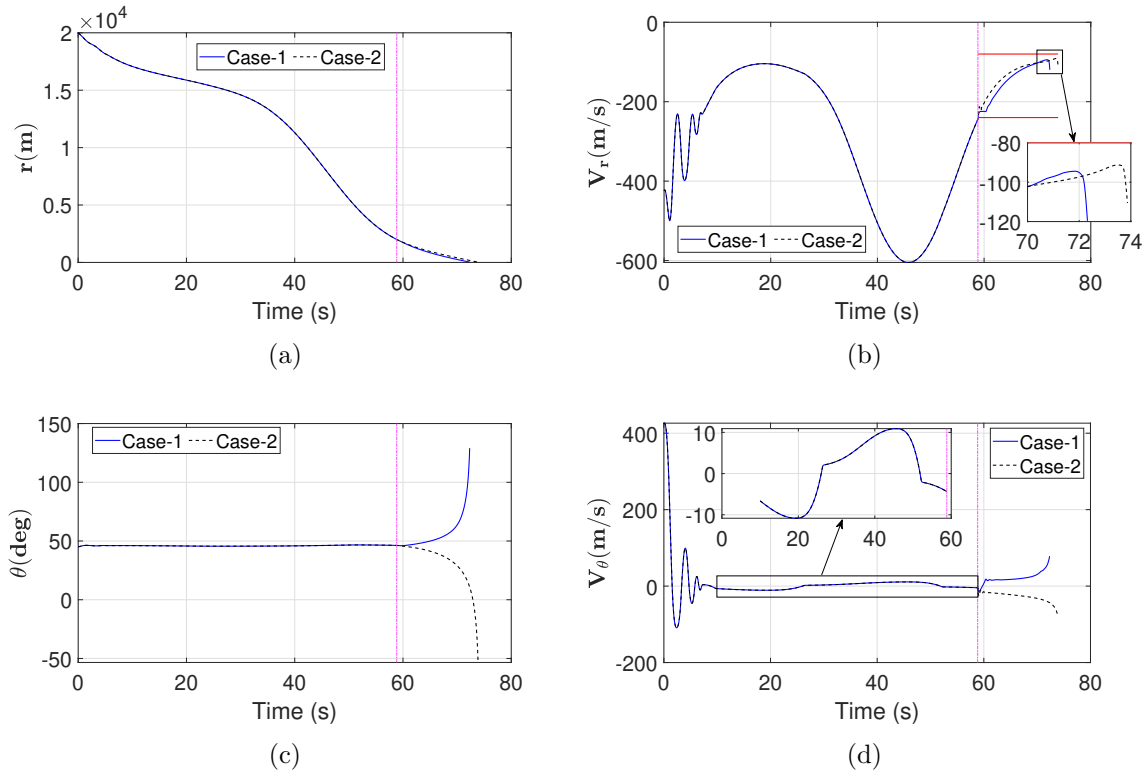 ×10⁴
2
1.5
1
0.5
0
r(m)
Case-1 Case-2
0 20 40 60 80
Time (s)
(a)
0
-200
-400
-600
V_r(m/s)
Case-1 Case-2
0 20 40 60 80
Time (s)
-80
-100
-120
70 72 74
(b)
150
100
50
0
-50
θ(deg)
Case-1 Case-2
0 20 40 60 80
Time (s)
(c)
400
200
0
-200
V_θ(m/s)
10
0
-10
0 20 40 60
Case-1
Case-2
0 20 40 60 80
Time (s)
(d)